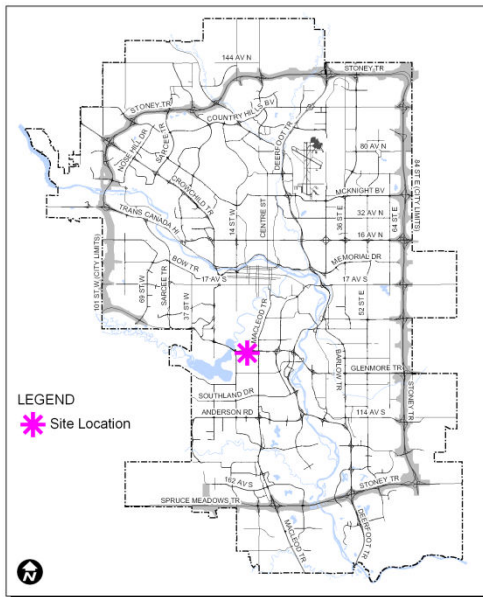 144 AV N
STONEY TR
STONEY TR
COUNTRY HILLS BV
DEERFOOT TR
NOSE HILL DR
SARCEE TR
80 AV N
CROWCHILD TR
14 ST W
CENTRE ST
MCKNIGHT BV
36 ST E
32 AV N
16 AV N
64 ST E
84 ST E (CITY LIMITS)
TRANS CANADA HI
BOW TR
MEMORIAL DR
17 AV S
17 AV S
101 ST W (CITY LIMITS)
69 ST W
SARCEE TR
37 ST W
MACLEOD TR
52 ST E
BARLOW TR
GLENMORE TR
SOUTHLAND DR
ANDERSON RD
114 AV S
STONEY TR
LEGEND
Site Location
162 AV S
STONEY TR
SPRUCE MEADOWS TR
MACLEOD TR
DEERFOOT TR
N